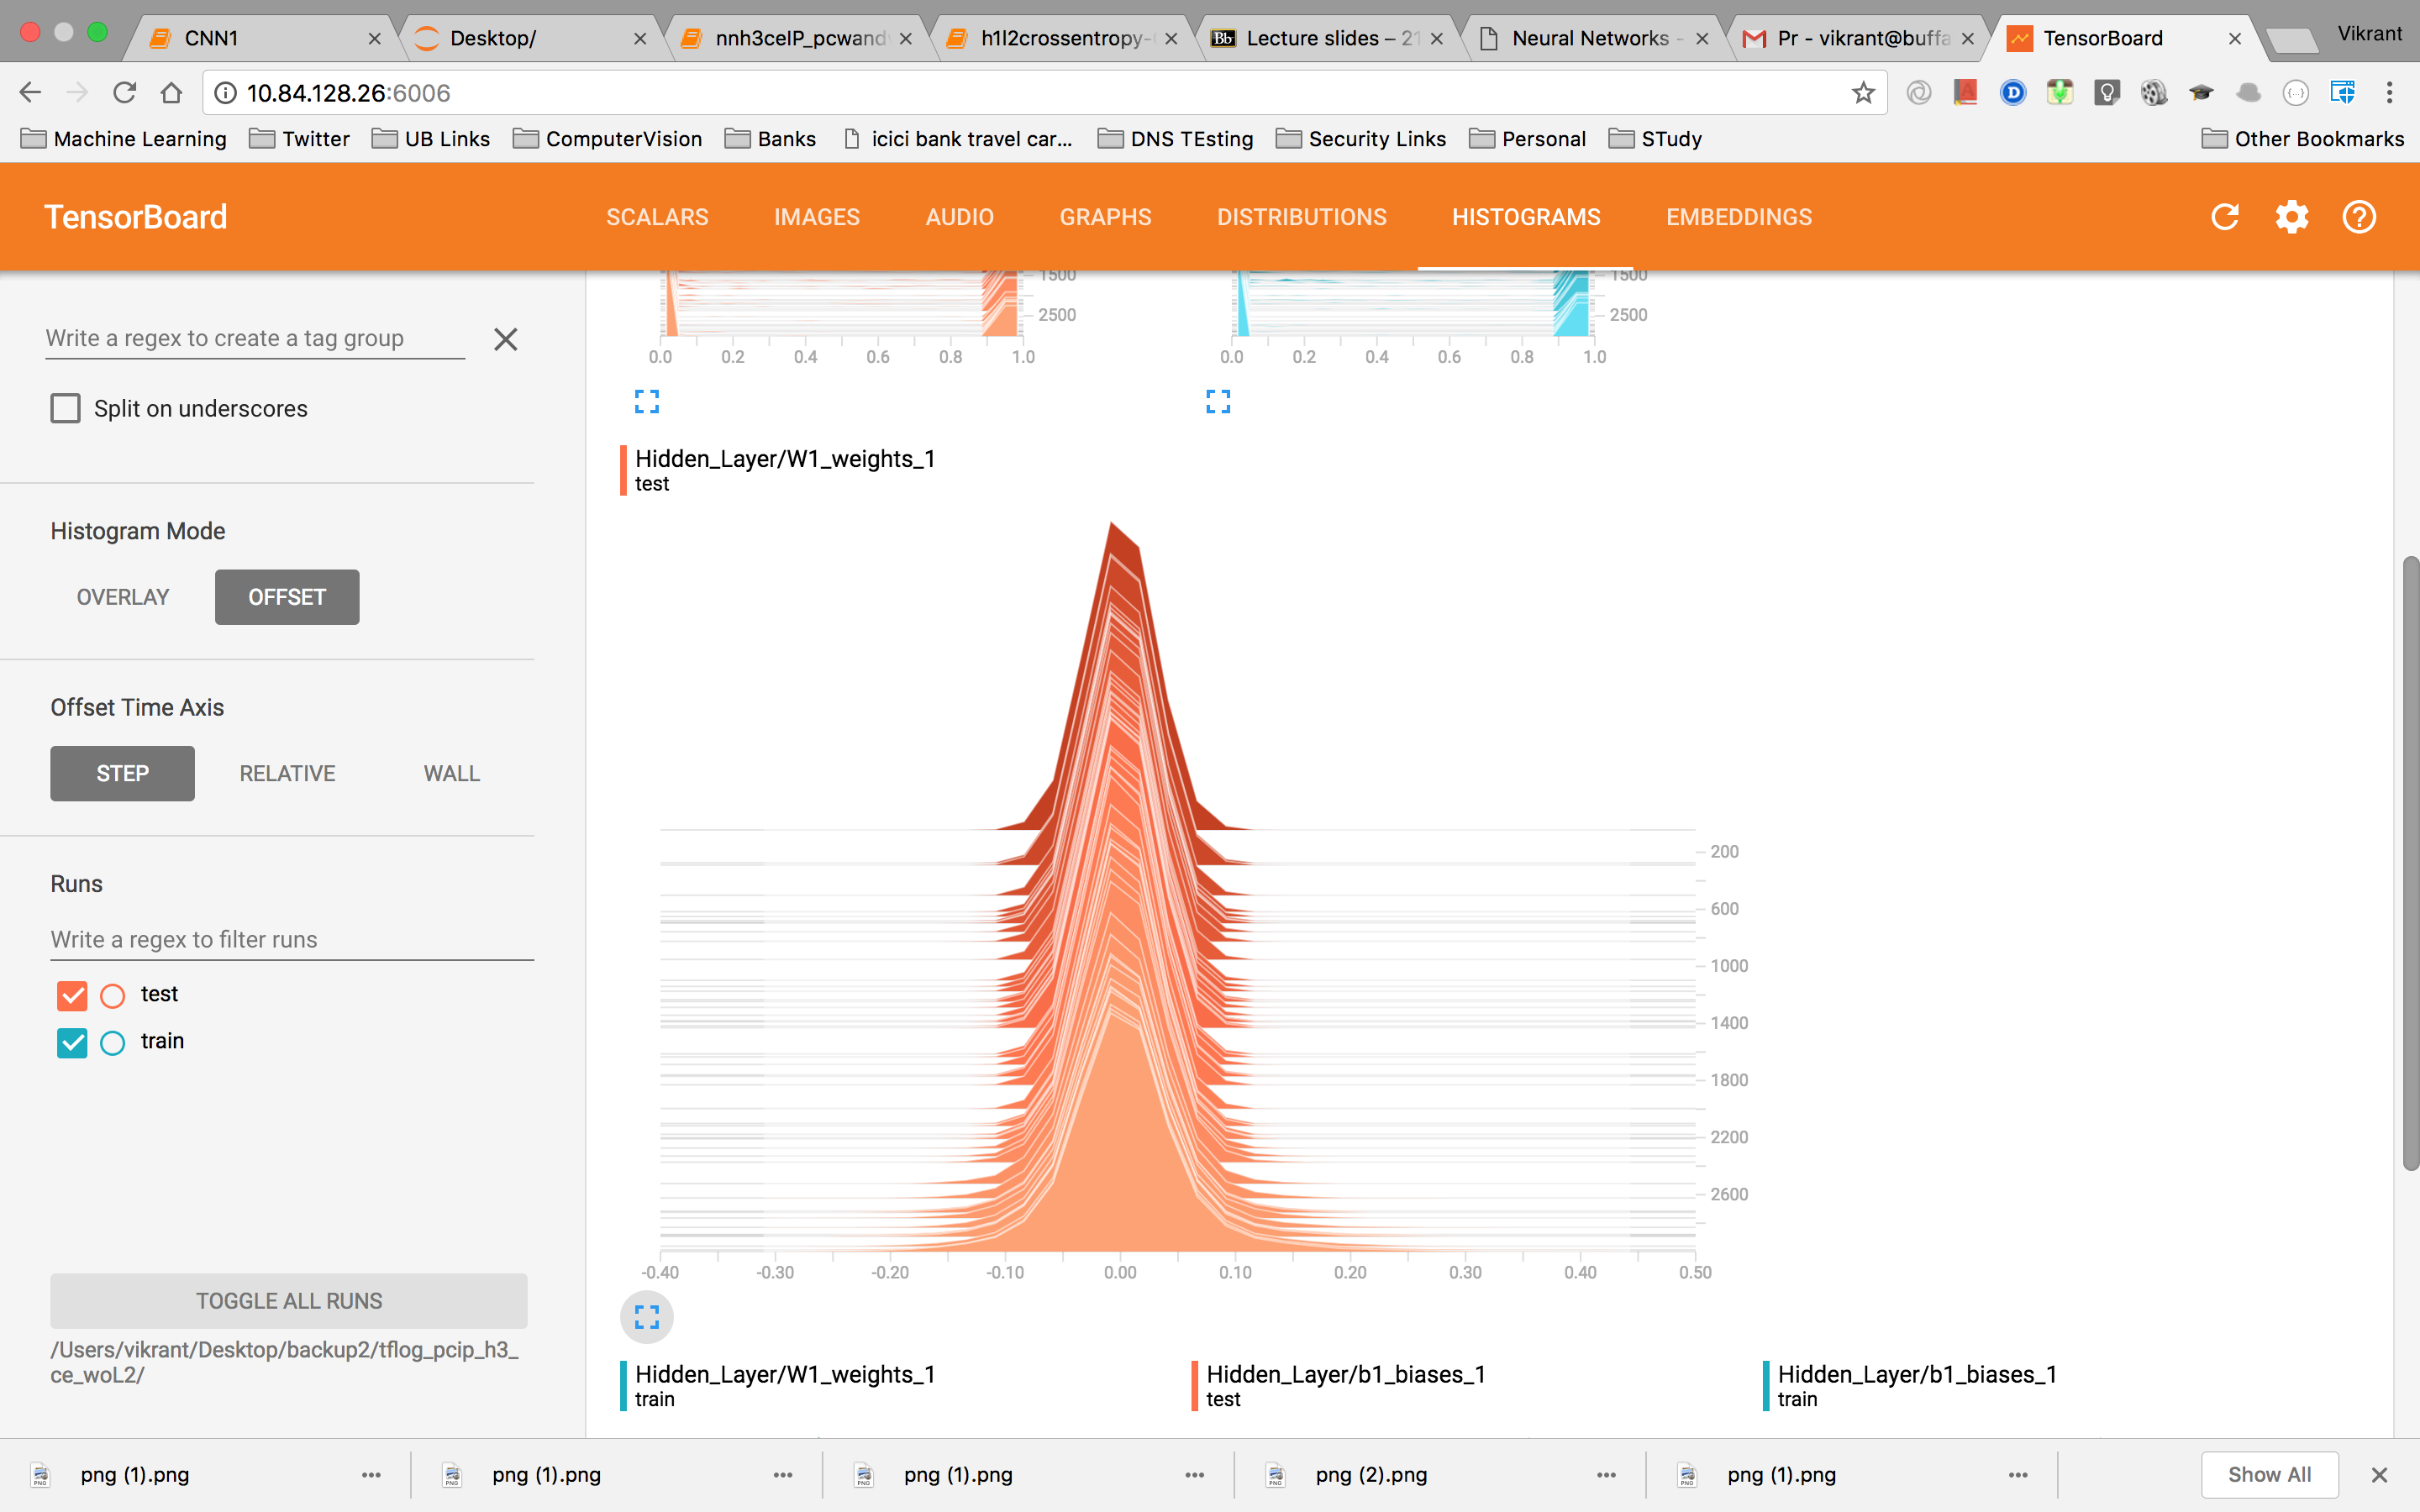 CNN1
Desktop/
nnh3ceIP_pcwand
h1l2crossentropy-
Lecture slides – 21
Neural Networks -
Pr - vikrant@buffa
TensorBoard
Vikrant
10.84.128.26:6006
Machine Learning
Twitter
UB Links
ComputerVision
Banks
icici bank travel car...
DNS TEsting
Security Links
Personal
STudy
Other Bookmarks
TensorBoard
SCALARS
IMAGES
AUDIO
GRAPHS
DISTRIBUTIONS
HISTOGRAMS
EMBEDDINGS
Write a regex to create a tag group
Split on underscores
Histogram Mode
OVERLAY
OFFSET
Offset Time Axis
STEP
RELATIVE
WALL
Runs
Write a regex to filter runs
test
train
TOGGLE ALL RUNS
/Users/vikrant/Desktop/backup2/tflog_pcip_h3_
ce_woL2/
1500
2500
0.0 0.2 0.4 0.6 0.8 1.0
1500
2500
0.0 0.2 0.4 0.6 0.8 1.0
Hidden_Layer/W1_weights_1
test
200
600
1000
1400
1800
2200
2600
-0.40 -0.30 -0.20 -0.10 0.00 0.10 0.20 0.30 0.40 0.50
Hidden_Layer/W1_weights_1
train
Hidden_Layer/b1_biases_1
test
Hidden_Layer/b1_biases_1
train
png (1).png
png (1).png
png (1).png
png (2).png
png (1).png
Show All